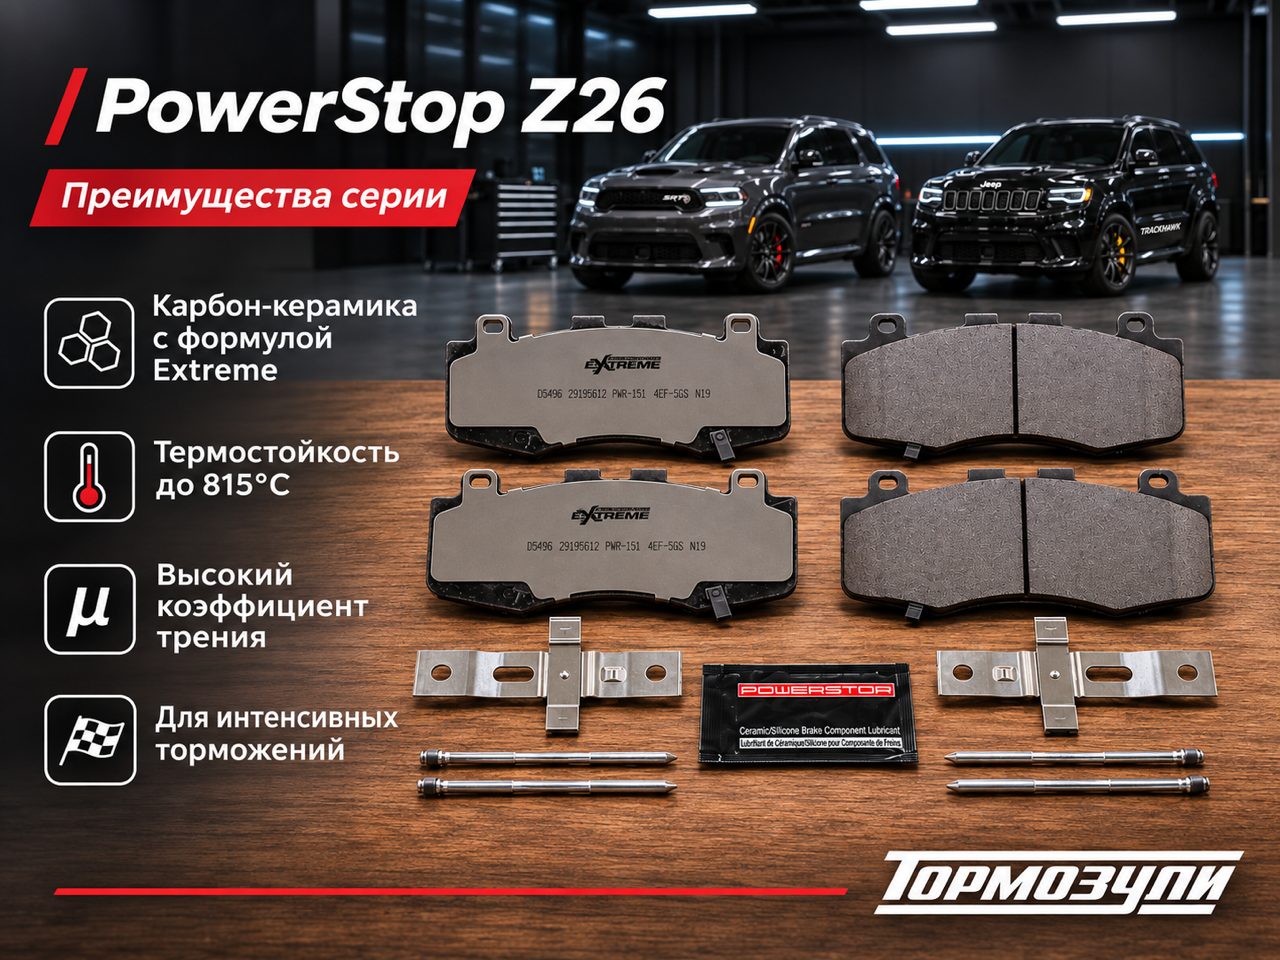 PowerStop Z26
Преимущества серии
Карбон-керамика
с формулой
Extreme
Термостойкость
до 815°C
μ
Высокий
коэффициент
трения
Для интенсивных
торможений
SRT
Jeep
TRACKHAWK
EXTREME
D5496 29195612 PWR-151 4EF-5GS N19
EXTREME
D5496 29195612 PWR-151 4EF-5GS N19
POWERSTOP
Ceramic/Silicone Brake Component Lubricant
Lubrifiant de Céramique/Silicone pour Composante de Freins
ТОРМОЗУЛИ